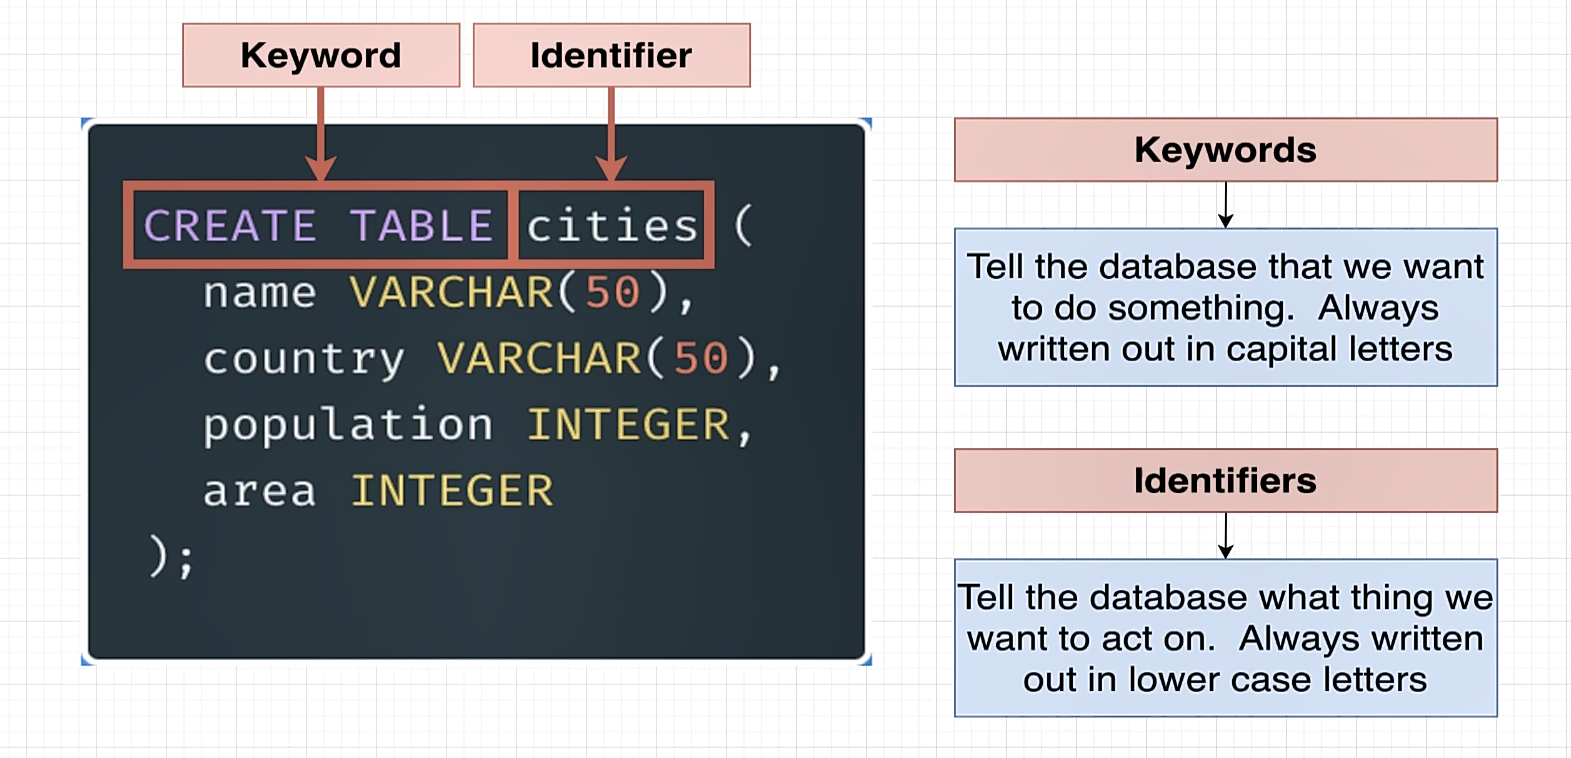 Keyword
Identifier
CREATE TABLE cities (
name VARCHAR(50),
country VARCHAR(50),
population INTEGER,
area INTEGER
);
Keywords
Tell the database that we want
to do something.  Always
written out in capital letters
Identifiers
Tell the database what thing we
want to act on.  Always written
out in lower case letters